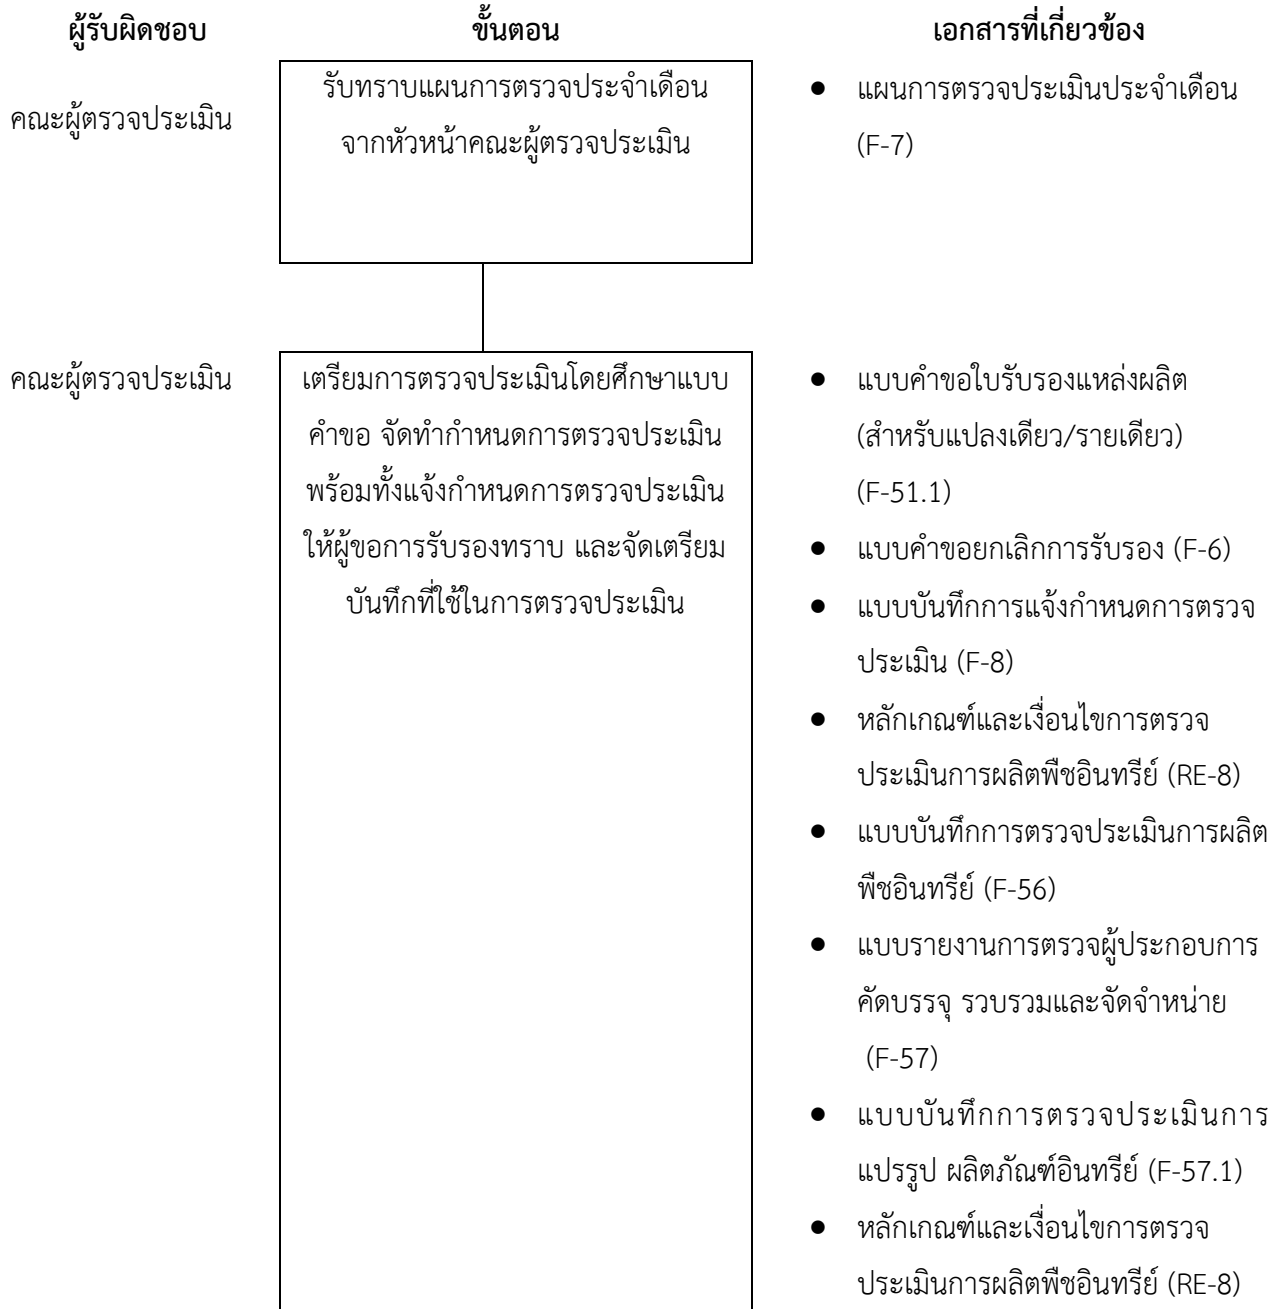 ผู้รับผิดชอบ ขั้นตอน เอกสารที่เกี่ยวข้อง
คณะผู้ตรวจประเมิน
รับทราบแผนการตรวจประจำเดือน
จากหัวหน้าคณะผู้ตรวจประเมิน
● แผนการตรวจประเมินประจำเดือน
(F-7)
คณะผู้ตรวจประเมิน
เตรียมการตรวจประเมินโดยศึกษาแบบ
คำขอ จัดทำกำหนดการตรวจประเมิน
พร้อมทั้งแจ้งกำหนดการตรวจประเมิน
ให้ผู้ขอการรับรองทราบ และจัดเตรียม
บันทึกที่ใช้ในการตรวจประเมิน
● แบบคำขอใบรับรองแหล่งผลิต
(สำหรับแปลงเดียว/รายเดียว)
(F-51.1)
● แบบคำขอยกเลิกการรับรอง (F-6)
● แบบบันทึกการแจ้งกำหนดการตรวจ
ประเมิน (F-8)
● หลักเกณฑ์และเงื่อนไขการตรวจ
ประเมินการผลิตพืชอินทรีย์ (RE-8)
● แบบบันทึกการตรวจประเมินการผลิต
พืชอินทรีย์ (F-56)
● แบบรายงานการตรวจผู้ประกอบการ
คัดบรรจุ รวบรวมและจัดจำหน่าย
(F-57)
● แบบบันทึกการตรวจประเมินการ
แปรรูป ผลิตภัณฑ์อินทรีย์ (F-57.1)
● หลักเกณฑ์และเงื่อนไขการตรวจ
ประเมินการผลิตพืชอินทรีย์ (RE-8)